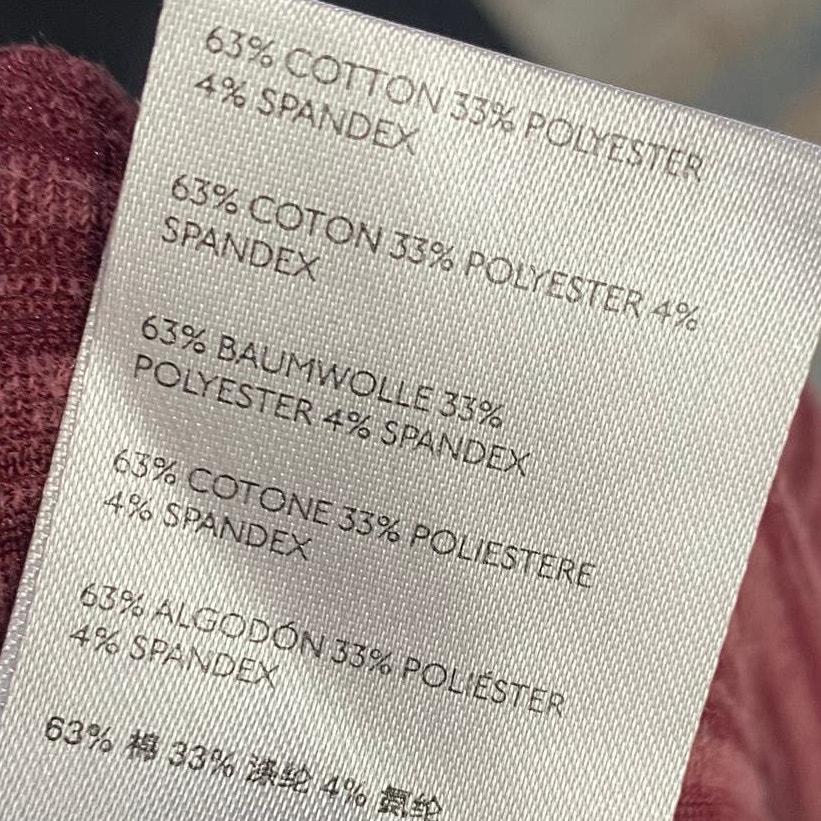 63% COTTON 33% POLYESTER
4% SPANDEX
63% COTON 33% POLYESTER 4%
SPANDEX
63% BAUMWOLLE 33%
POLYESTER 4% SPANDEX
63% COTONE 33% POLIESTERE
4% SPANDEX
63% ALGODÓN 33% POLIÉSTER
4% SPANDEX
63% 棉 33% 涤纶 4% 氨纶